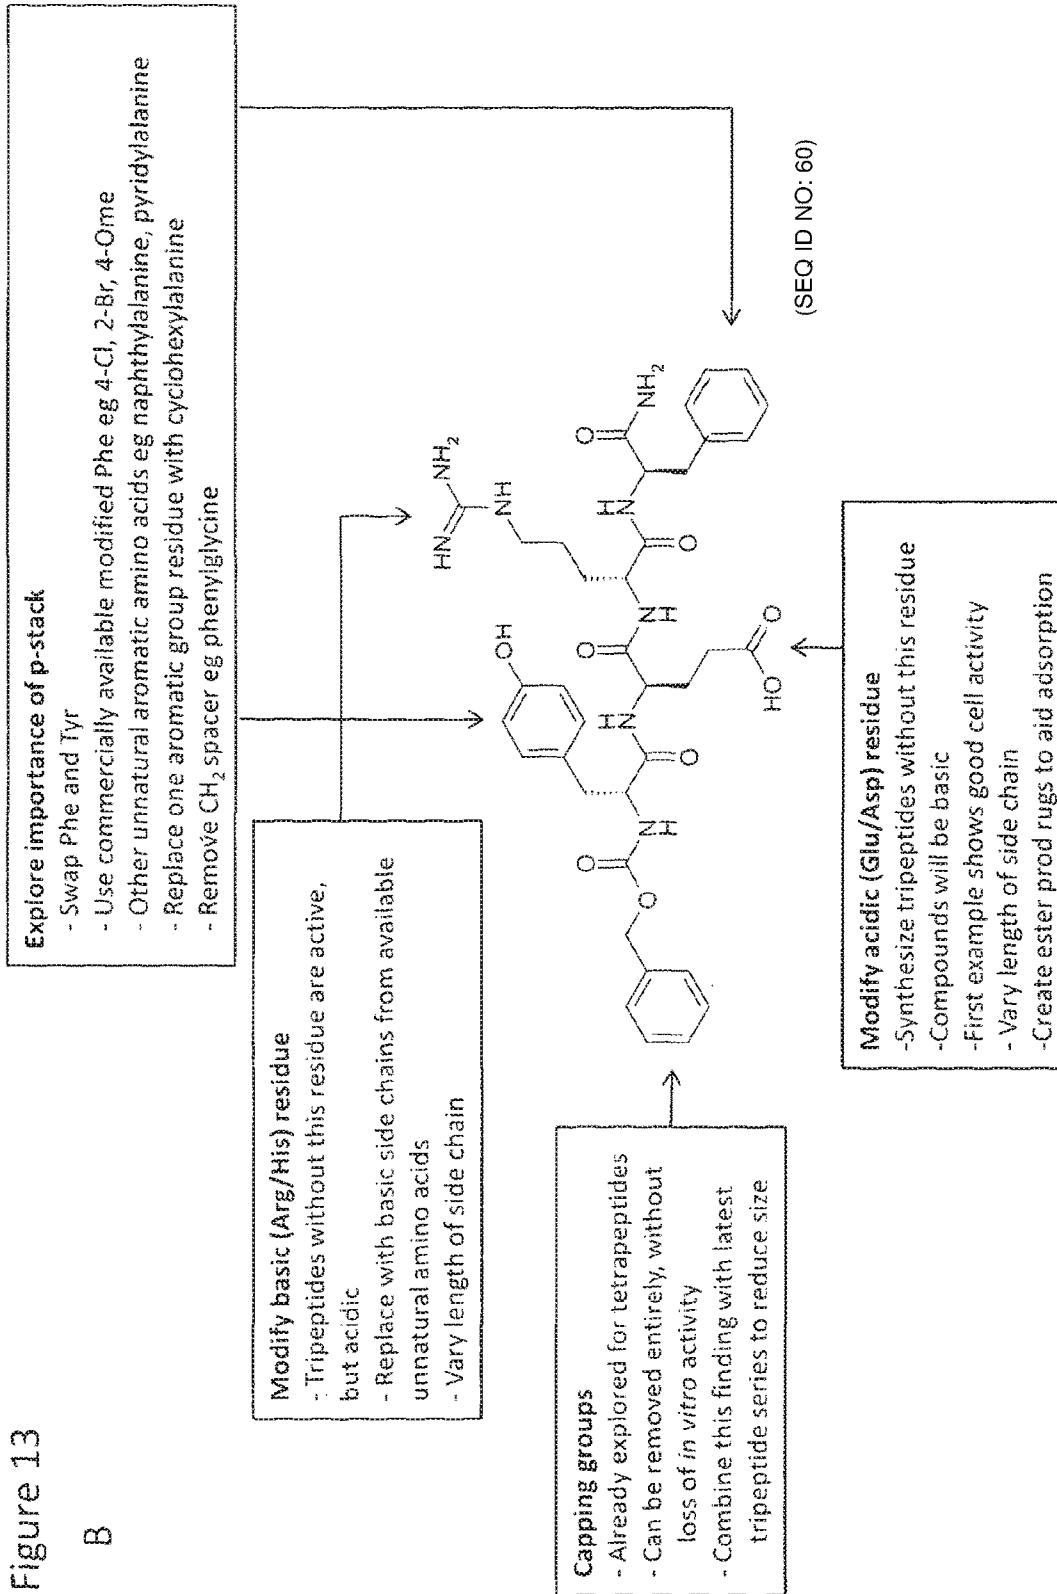 Figure 13
B
Explore importance of p-stack
- Swap Phe and Tyr
- Use commercially available modified Phe eg 4-Cl, 2-Br, 4-Ome
- Other unnatural aromatic amino acids eg naphthylalanine, pyridylalanine
- Replace one aromatic group residue with cyclohexylalanine
- Remove CH₂ spacer eg phenylglycine
Modify basic (Arg/His) residue
- Tripeptides without this residue are active,
but acidic
- Replace with basic side chains from available
unnatural amino acids
- Vary length of side chain
Capping groups
- Already explored for tetrapeptides
- Can be removed entirely, without
loss of in vitro activity
- Combine this finding with latest
tripeptide series to reduce size
HN
NH₂
NH
OH
O
O
N
H
O
H
N
O
N
H
O
H
N
O
NH₂
HO
O
(SEQ ID NO: 60)
Modify acidic (Glu/Asp) residue
-Synthesize tripeptides without this residue
-Compounds will be basic
-First example shows good cell activity
- Vary length of side chain
-Create ester prod rugs to aid adsorption